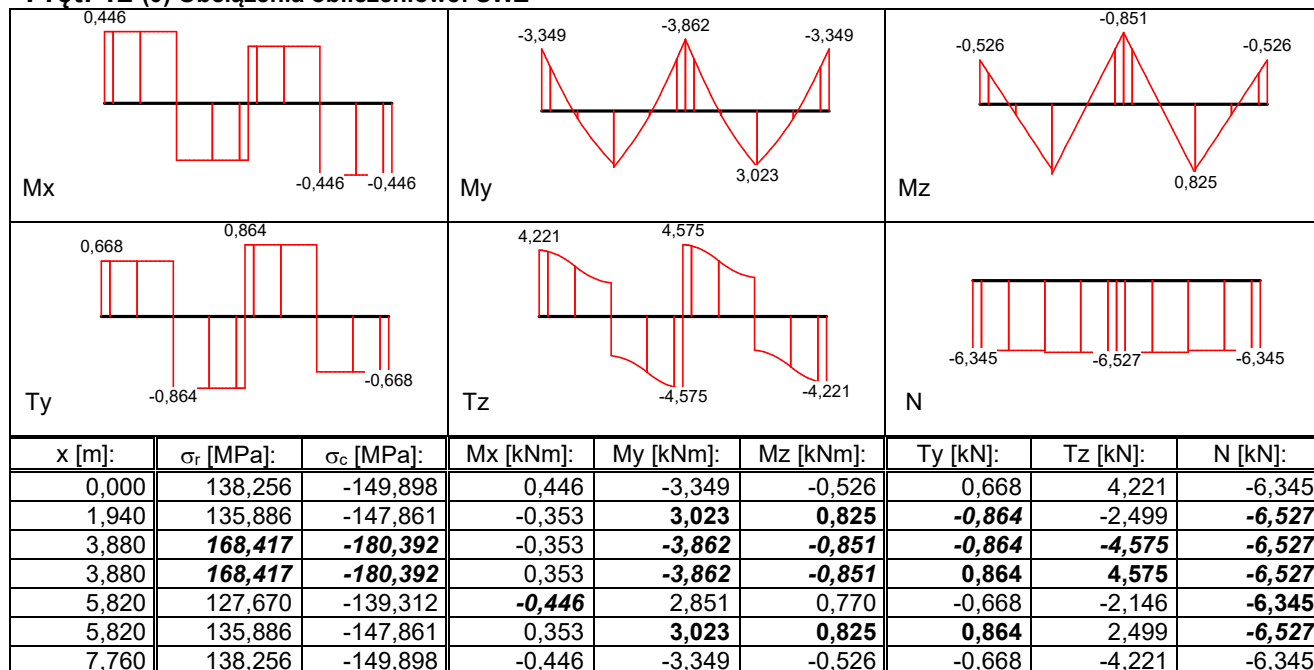 Pręt: 12 (o) Obciążenia obliczeniowe: CWŁ
0,446
-0,446 -0,446
Mx
-3,349 -3,862 -3,349
3,023
My
-0,526 -0,851 -0,526
0,825
Mz
0,668 0,864
-0,864 -0,668
Ty
4,221 4,575
-4,575 -4,221
Tz
-6,345 -6,527 -6,345
N
x [m]: σr [MPa]: σc [MPa]: Mx [kNm]: My [kNm]: Mz [kNm]: Ty [kN]: Tz [kN]: N [kN]:
0,000 138,256 -149,898 0,446 -3,349 -0,526 0,668 4,221 -6,345
1,940 135,886 -147,861 -0,353 3,023 0,825 -0,864 -2,499 -6,527
3,880 168,417 -180,392 -0,353 -3,862 -0,851 -0,864 -4,575 -6,527
3,880 168,417 -180,392 0,353 -3,862 -0,851 0,864 4,575 -6,527
5,820 127,670 -139,312 -0,446 2,851 0,770 -0,668 -2,146 -6,345
5,820 135,886 -147,861 0,353 3,023 0,825 0,864 2,499 -6,527
7,760 138,256 -149,898 -0,446 -3,349 -0,526 -0,668 -4,221 -6,345